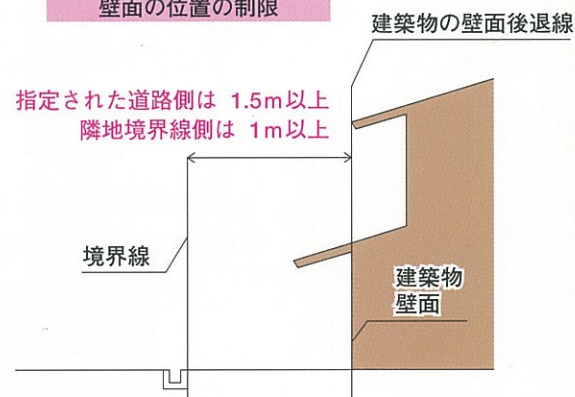 壁面の位置の制限
建築物の壁面後退線
指定された道路側は 1.5m以上
隣地境界線側は 1m以上
境界線
建築物
壁面